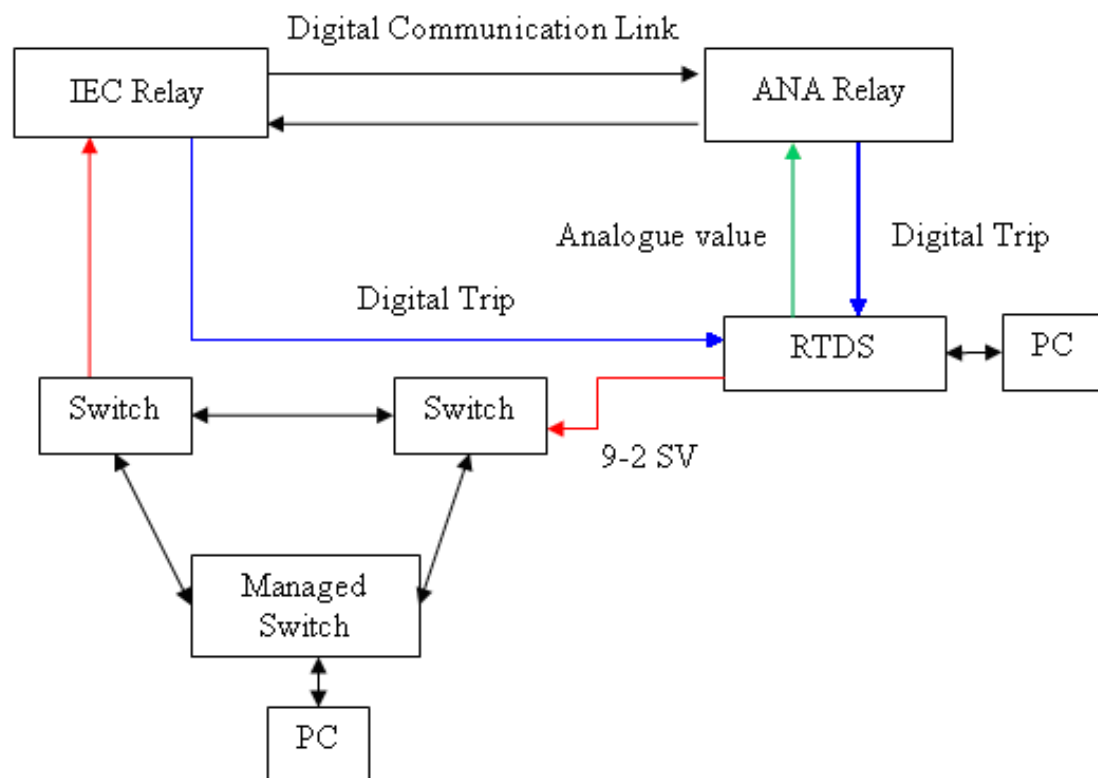 Digital Communication Link
IEC Relay
ANA Relay
Analogue value
Digital Trip
Digital Trip
RTDS
PC
Switch
Switch
9-2 SV
Managed
Switch
PC